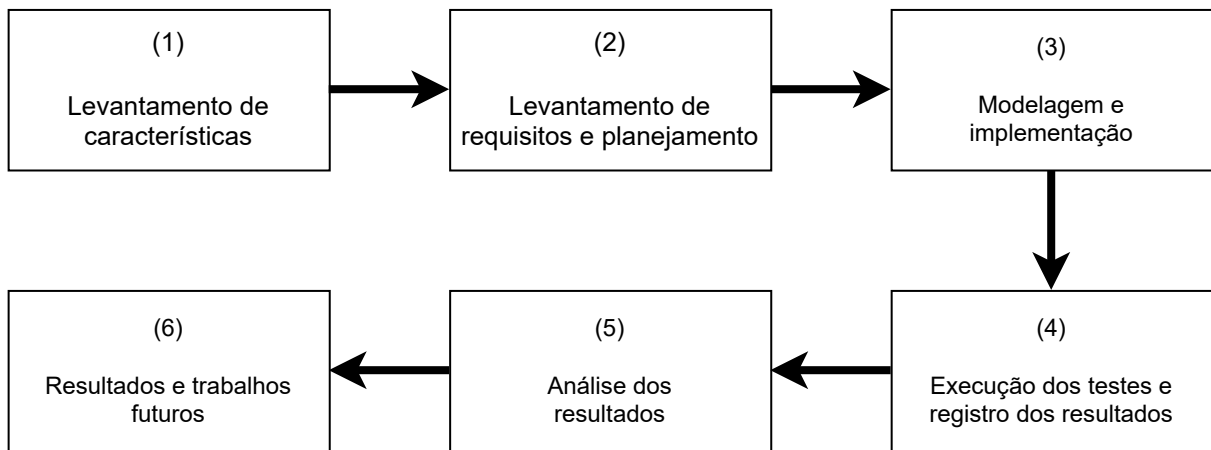 (1)
Levantamento de
característícas
(2)
Levantamento de
requisitos e planejamento
(3)
Modelagem e
implementação
(4)
Execução dos testes e
registro dos resultados
(5)
Análise dos
resultados
(6)
Resultados e trabalhos
futuros